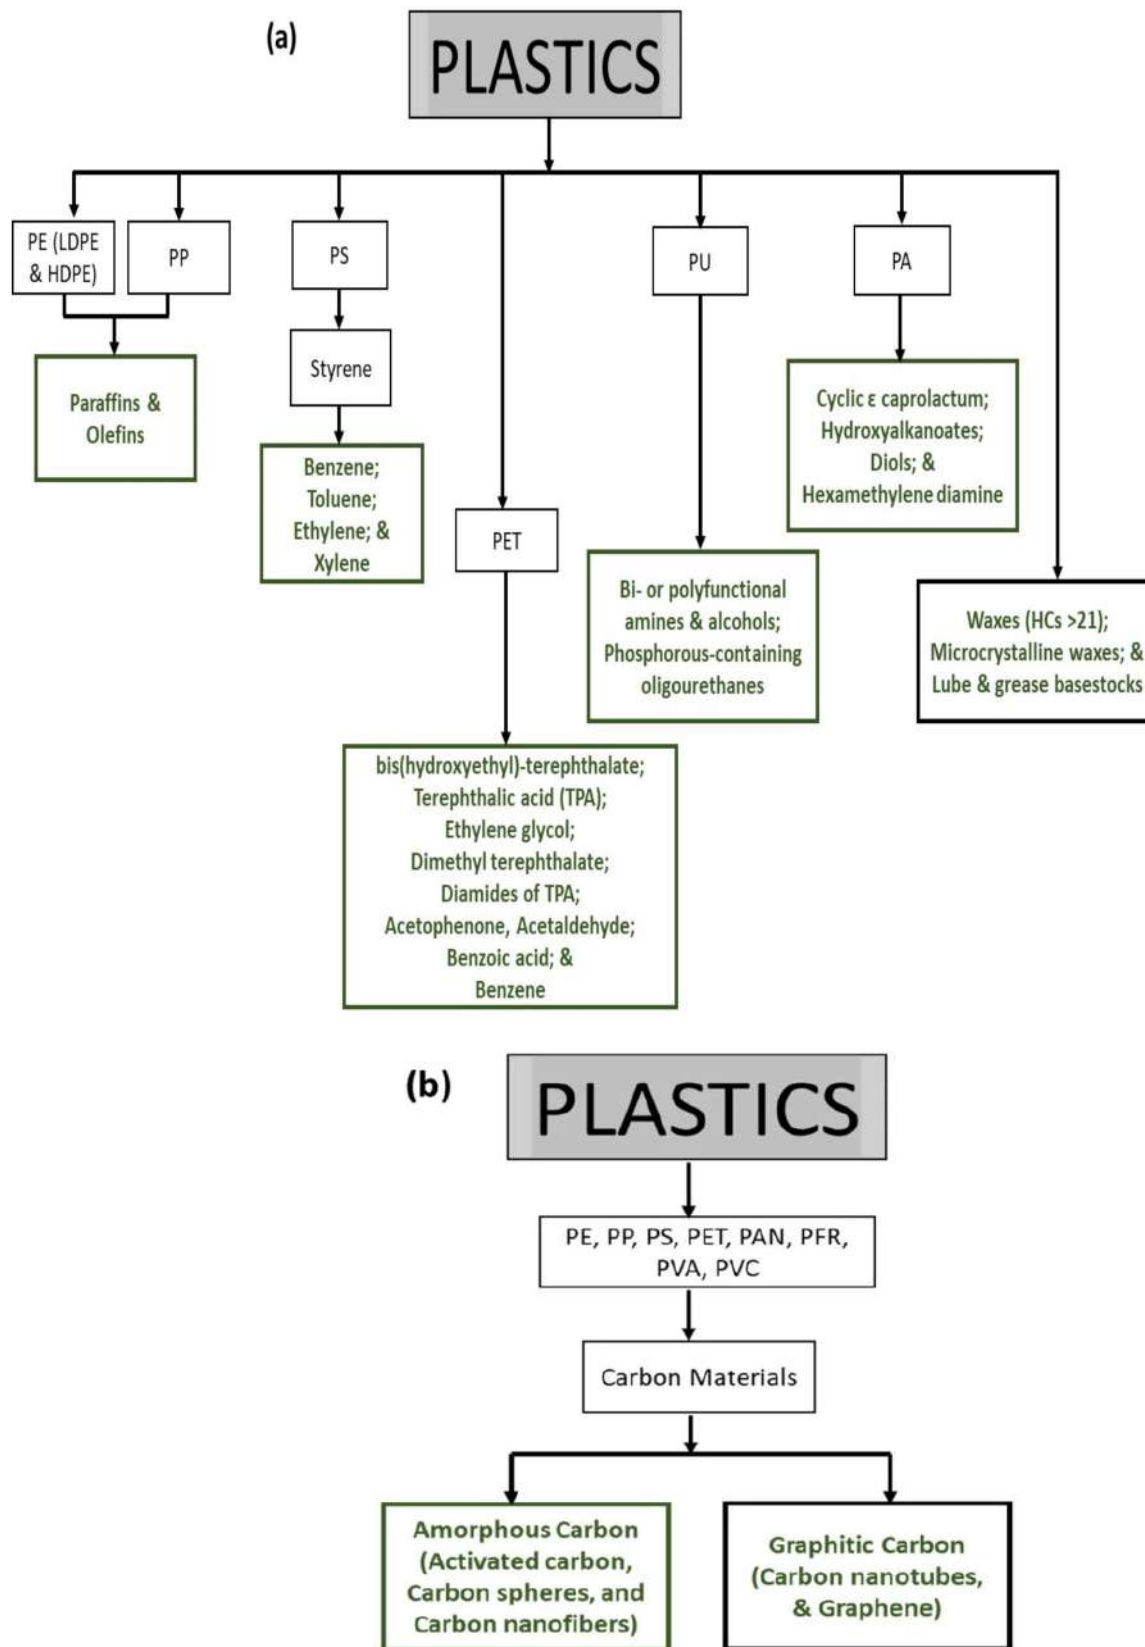 (a)
PLASTICS
PE (LDPE
& HDPE)
PP
PS
PU
PA
Styrene
Paraffins &
Olefins
Benzene;
Toluene;
Ethylene; &
Xylene
PET
Cyclic ε caprolactum;
Hydroxyalkanoates;
Diols; &
Hexamethylene diamine
Bi- or polyfunctional
amines & alcohols;
Phosphorous-containing
oligourethanes
Waxes (HCs >21);
Microcrystalline waxes; &
Lube & grease basestocks
bis(hydroxyethyl)-terephthalate;
Terephthalic acid (TPA);
Ethylene glycol;
Dimethyl terephthalate;
Diamides of TPA;
Acetophenone, Acetaldehyde;
Benzoic acid; &
Benzene
(b)
PLASTICS
PE, PP, PS, PET, PAN, PFR,
PVA, PVC
Carbon Materials
Amorphous Carbon
(Activated carbon,
Carbon spheres, and
Carbon nanofibers)
Graphitic Carbon
(Carbon nanotubes,
& Graphene)